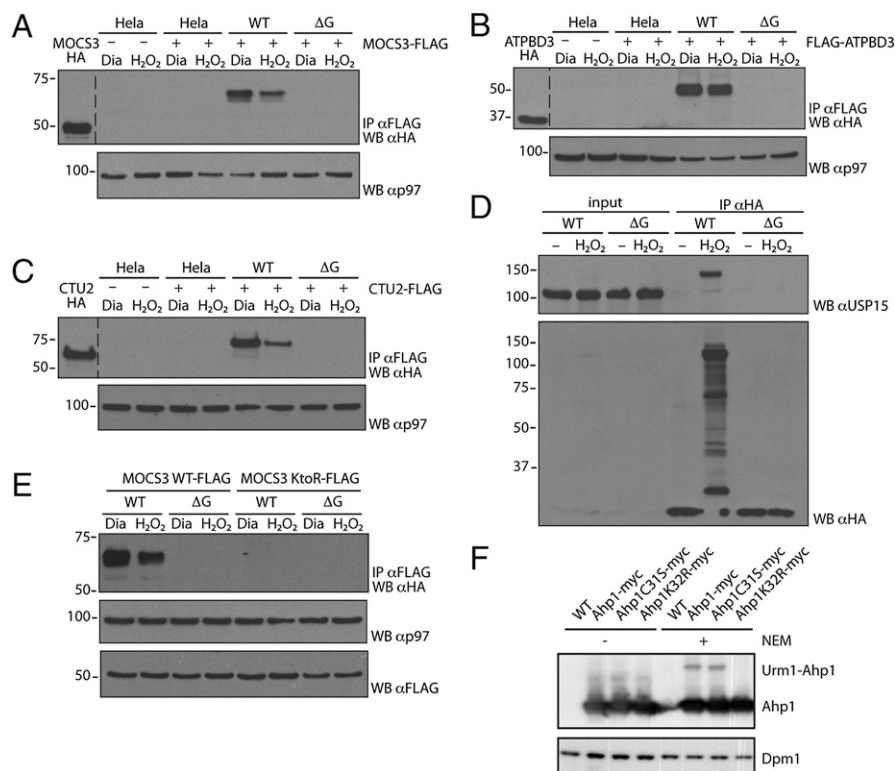 A
Hela Hela WT ΔG
MOCS3 HA
– – + + + + + + MOCS3-FLAG
Dia H₂O₂ Dia H₂O₂ Dia H₂O₂ Dia H₂O₂
75
50
IP αFLAG
WB αHA
100
WB αp97
B
Hela Hela WT ΔG
ATPBD3 HA
– – + + + + + + FLAG-ATPBD3
Dia H₂O₂ Dia H₂O₂ Dia H₂O₂ Dia H₂O₂
50
37
IP αFLAG
WB αHA
100
WB αp97
C
Hela Hela WT ΔG
CTU2 HA
– – + + + + + + CTU2-FLAG
Dia H₂O₂ Dia H₂O₂ Dia H₂O₂ Dia H₂O₂
75
50
IP αFLAG
WB αHA
100
WB αp97
D
input IP αHA
WT ΔG WT ΔG
– H₂O₂ – H₂O₂ – H₂O₂ – H₂O₂
150
100
WB αUSP15
150
100
75
50
37
WB αHA
E
MOCS3 WT-FLAG MOCS3 KtoR-FLAG
WT ΔG WT ΔG
Dia H₂O₂ Dia H₂O₂ Dia H₂O₂ Dia H₂O₂
75
50
IP αFLAG
WB αHA
100
WB αp97
50
WB αFLAG
F
WT Ahp1-myc Ahp1C31S-myc Ahp1K32R-myc WT Ahp1-myc Ahp1C31S-myc Ahp1K32R-myc
- + NEM
Urm1-Ahp1
Ahp1
Dpm1